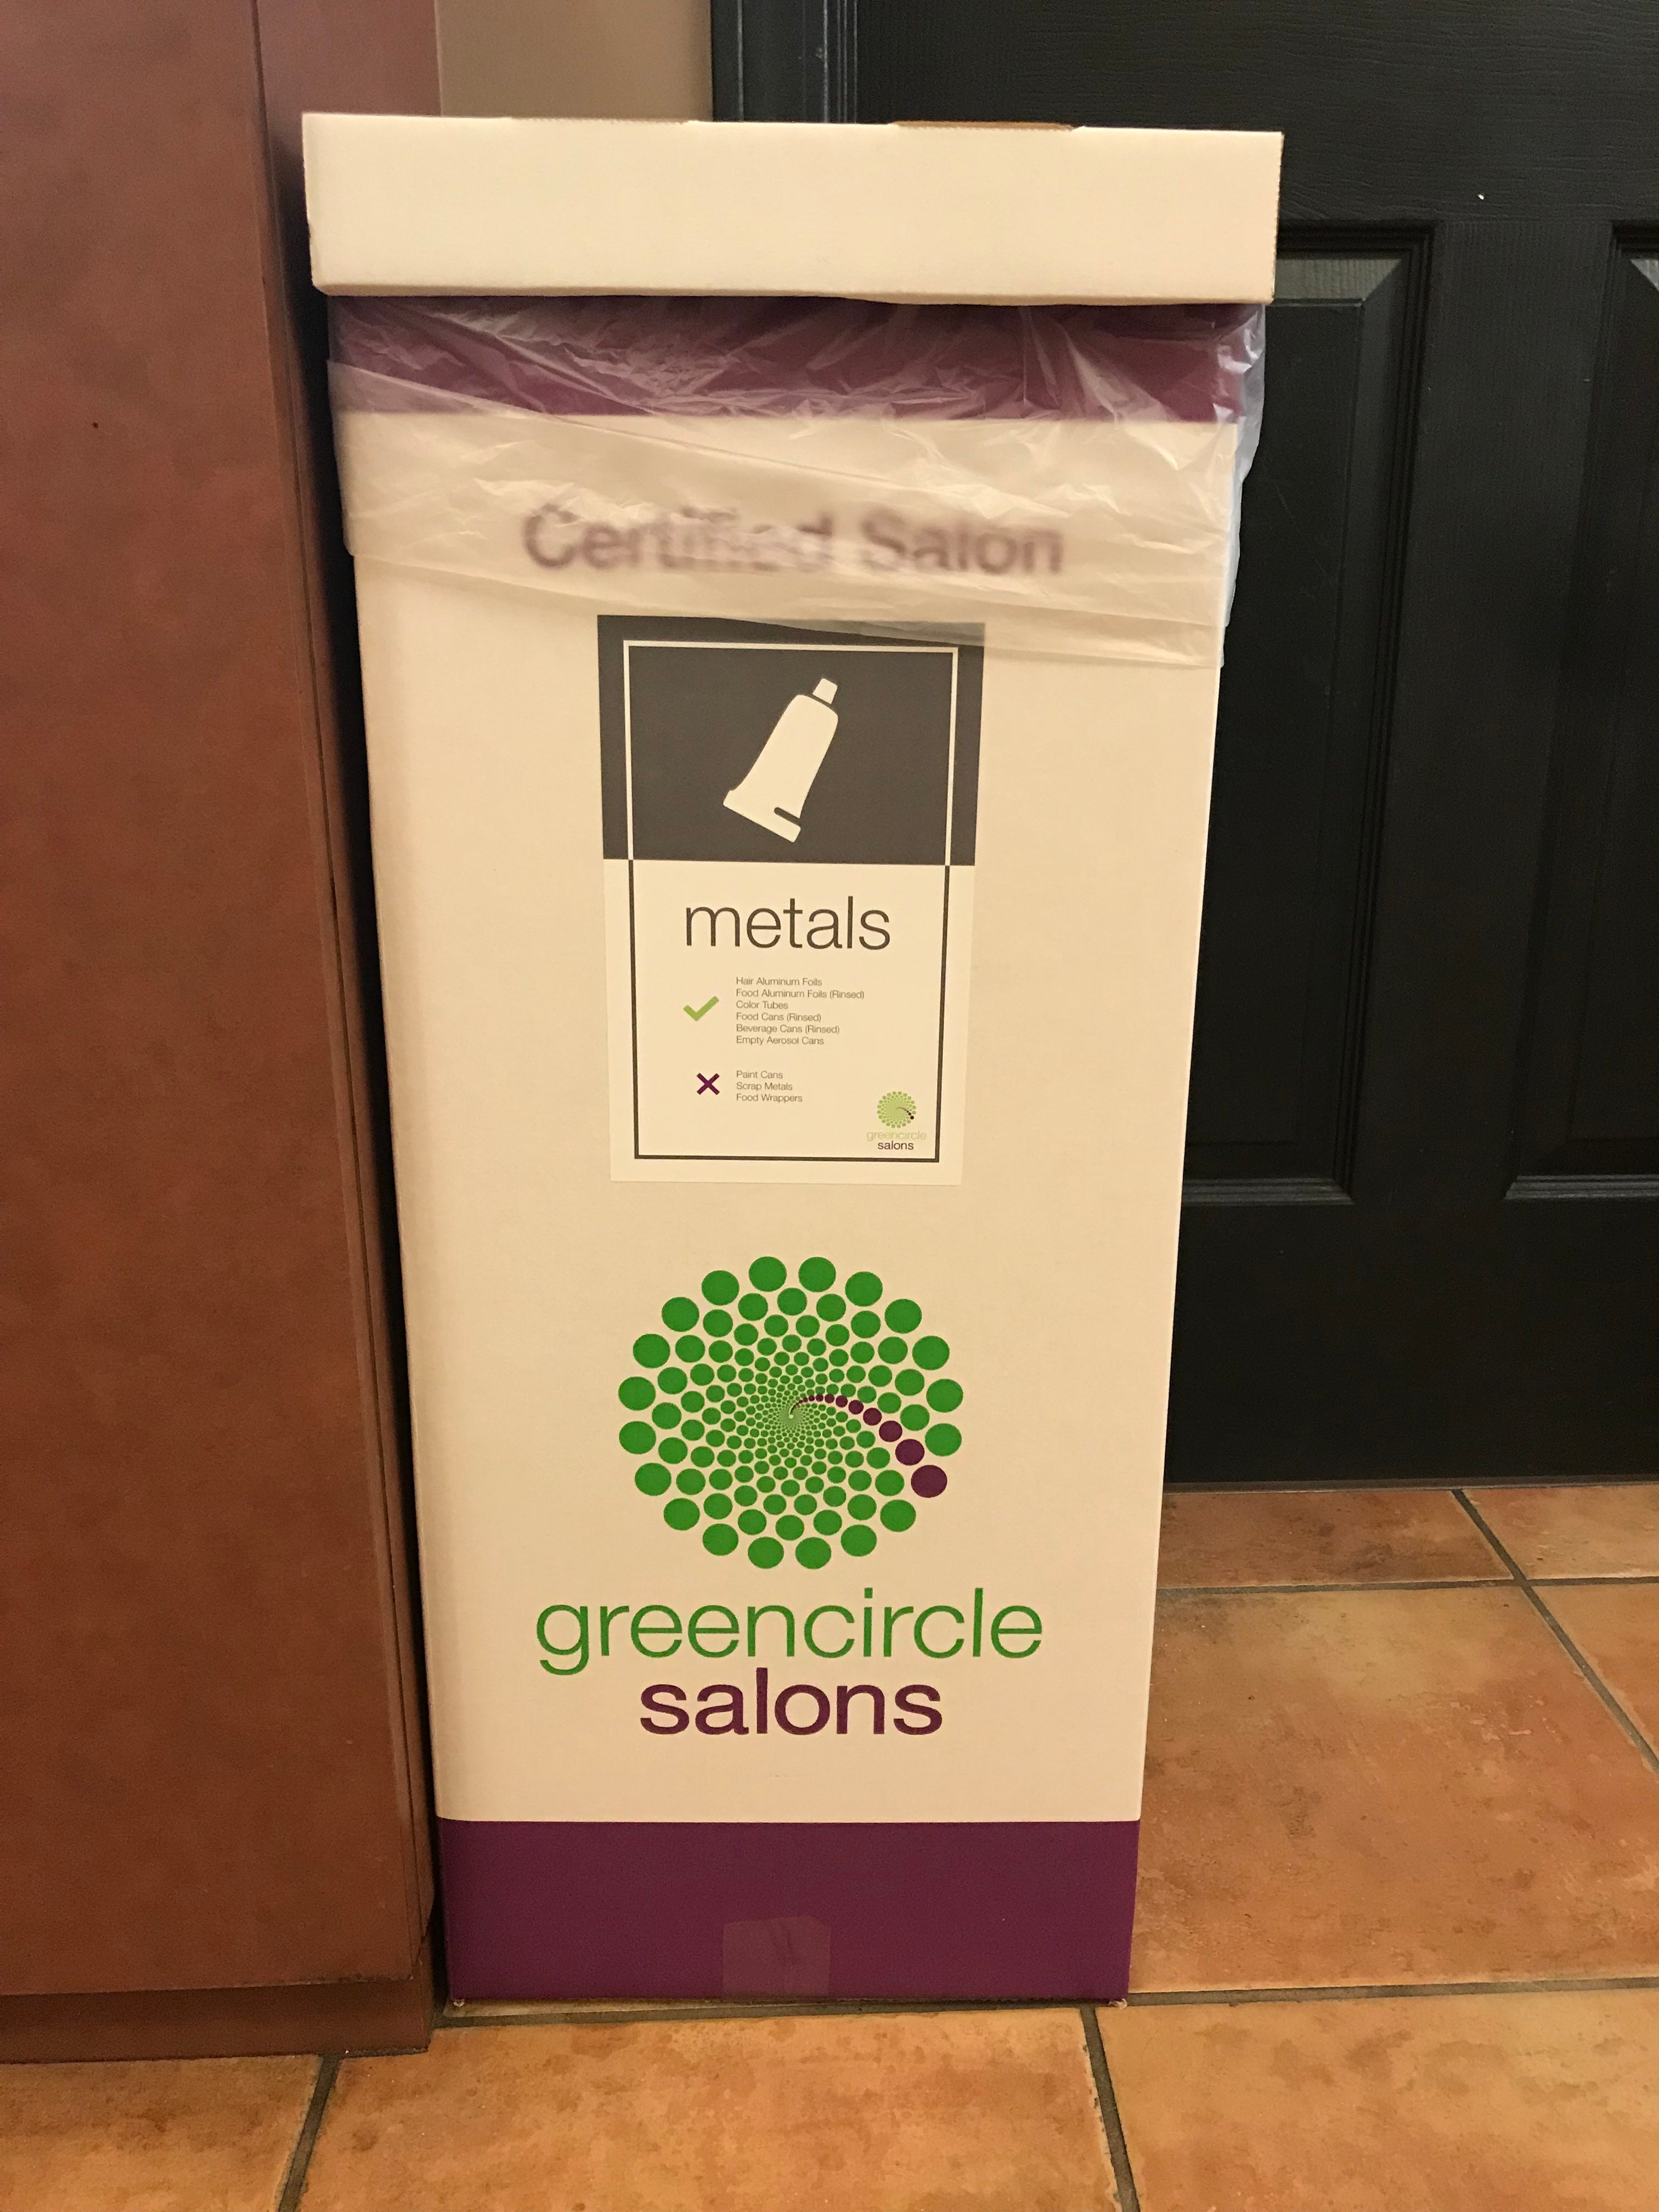 Certified Salon
metals
Hair Aluminum Foils
Food Aluminum Foils (Rinsed)
Color Tubes
Food Cans (Rinsed)
Beverage Cans (Rinsed)
Empty Aerosol Cans
Paint Cans
Scrap Metals
Food Wrappers
greencircle
salons
greencircle
salons